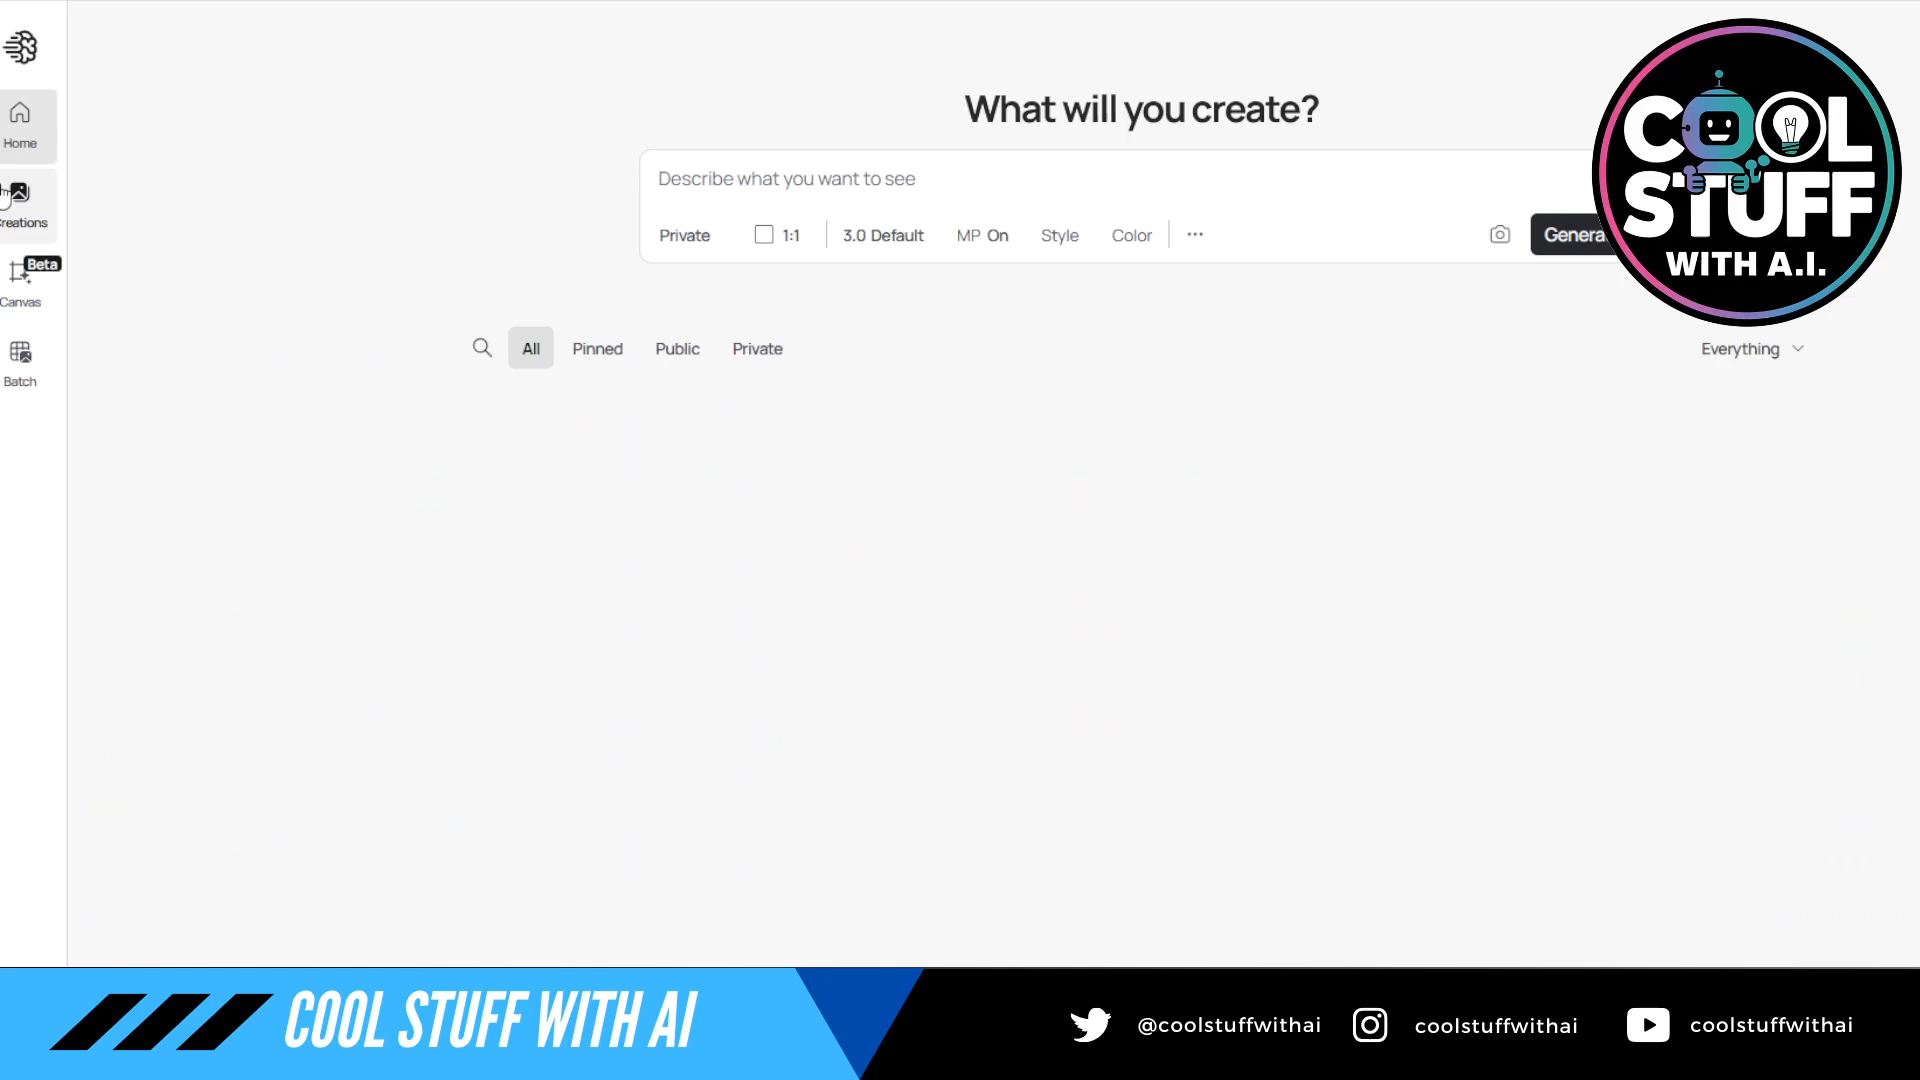 What will you create?
Describe what you want to see
Private 1:1 3.0 Default MP On Style Color
Genera
COOL
STUFF
WITH A.I.
Home
reations
Beta
Canvas
Batch
All Pinned Public Private
Everything
COOL STUFF WITH AI
@coolstuffwithai coolstuffwithai coolstuffwithai